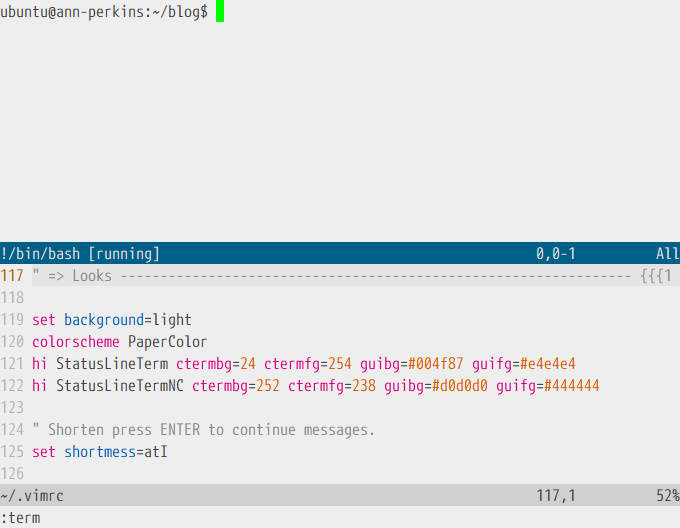 ubuntu@ann-perkins:~/blog$
!/bin/bash [running] 0,0-1 All
117 " => Looks ---------------------------------------------------------------- {{{1
118
119 set background=light
120 colorscheme PaperColor
121 hi StatusLineTerm ctermbg=24 ctermfg=254 guibg=#004f87 guifg=#e4e4e4
122 hi StatusLineTermNC ctermbg=252 ctermfg=238 guibg=#d0d0d0 guifg=#444444
123
124 " Shorten press ENTER to continue messages.
125 set shortmess=atI
126
~/.vimrc 117,1 52%
:term